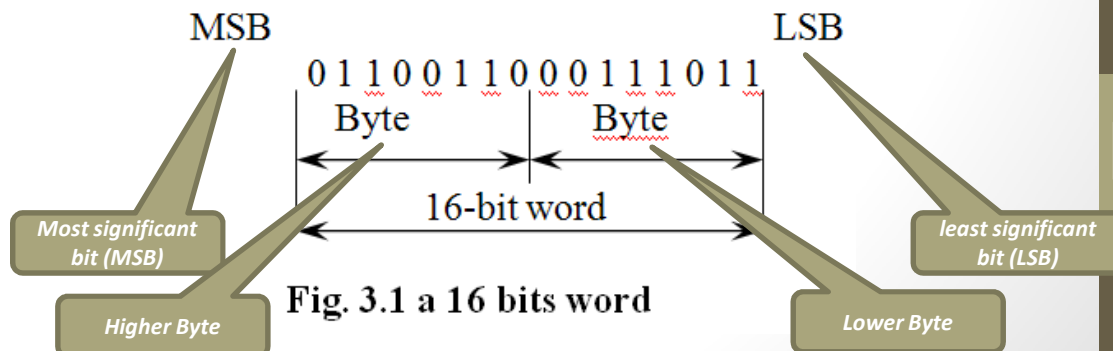 MSB
LSB
0 1 1 0 0 1 1 0 0 0 1 1 1 0 1 1
Byte
Byte
16-bit word
Most significant
bit (MSB)
least significant
bit (LSB)
Fig. 3.1 a 16 bits word
Higher Byte
Lower Byte